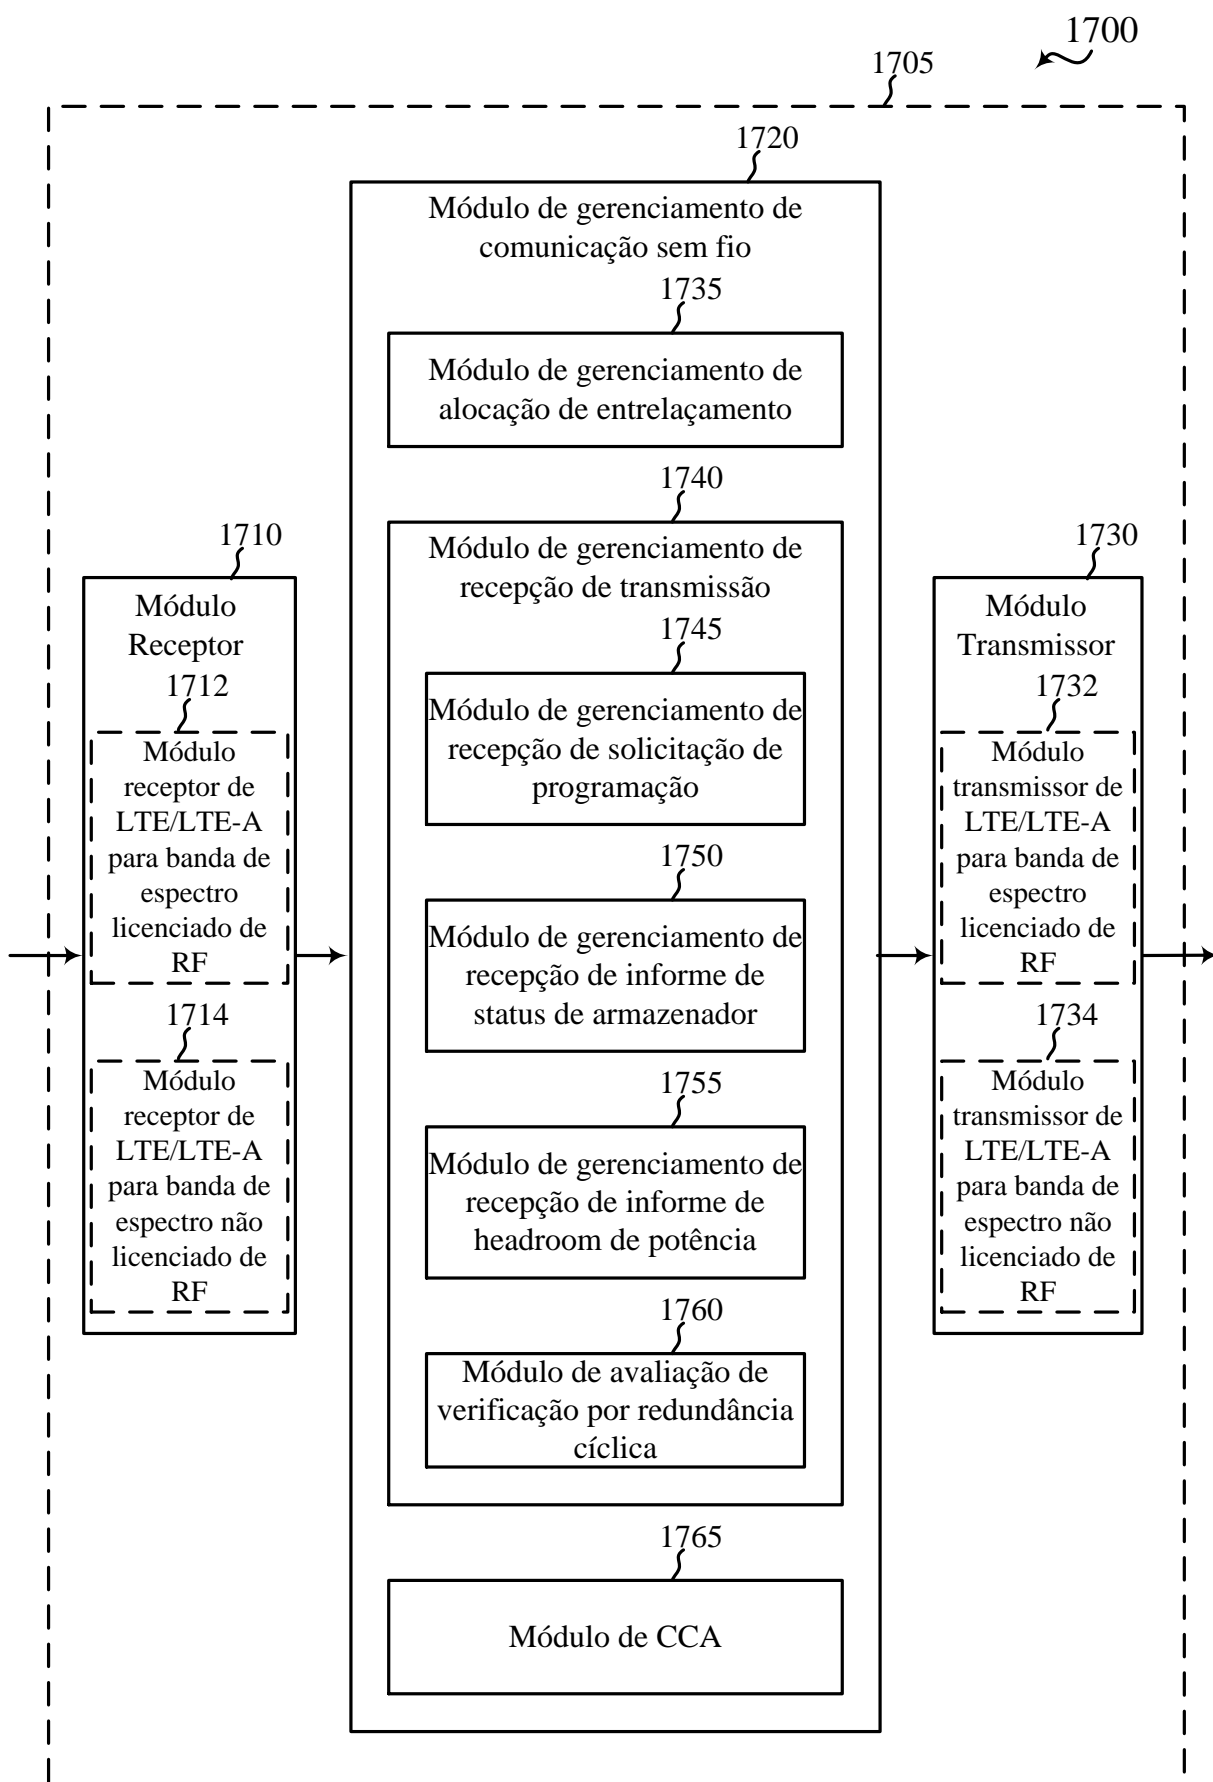 1700
1705
1720
Módulo de gerenciamento de
comunicação sem fio
1735
Módulo de gerenciamento de
alocação de entrelaçamento
1740
Módulo de gerenciamento de
recepção de transmissão
1745
Módulo de gerenciamento de
recepção de solicitação de
programação
1750
Módulo de gerenciamento de
recepção de informe de
status de armazenador
1755
Módulo de gerenciamento de
recepção de informe de
headroom de potência
1760
Módulo de avaliação de
verificação por redundância
cíclica
1765
Módulo de CCA
1710
Módulo
Receptor
1712
Módulo
receptor de
LTE/LTE-A
para banda de
espectro
licenciado de
RF
1714
Módulo
receptor de
LTE/LTE-A
para banda de
espectro não
licenciado de
RF
1730
Módulo
Transmissor
1732
Módulo
transmissor de
LTE/LTE-A
para banda de
espectro
licenciado de
RF
1734
Módulo
transmissor de
LTE/LTE-A
para banda de
espectro não
licenciado de
RF